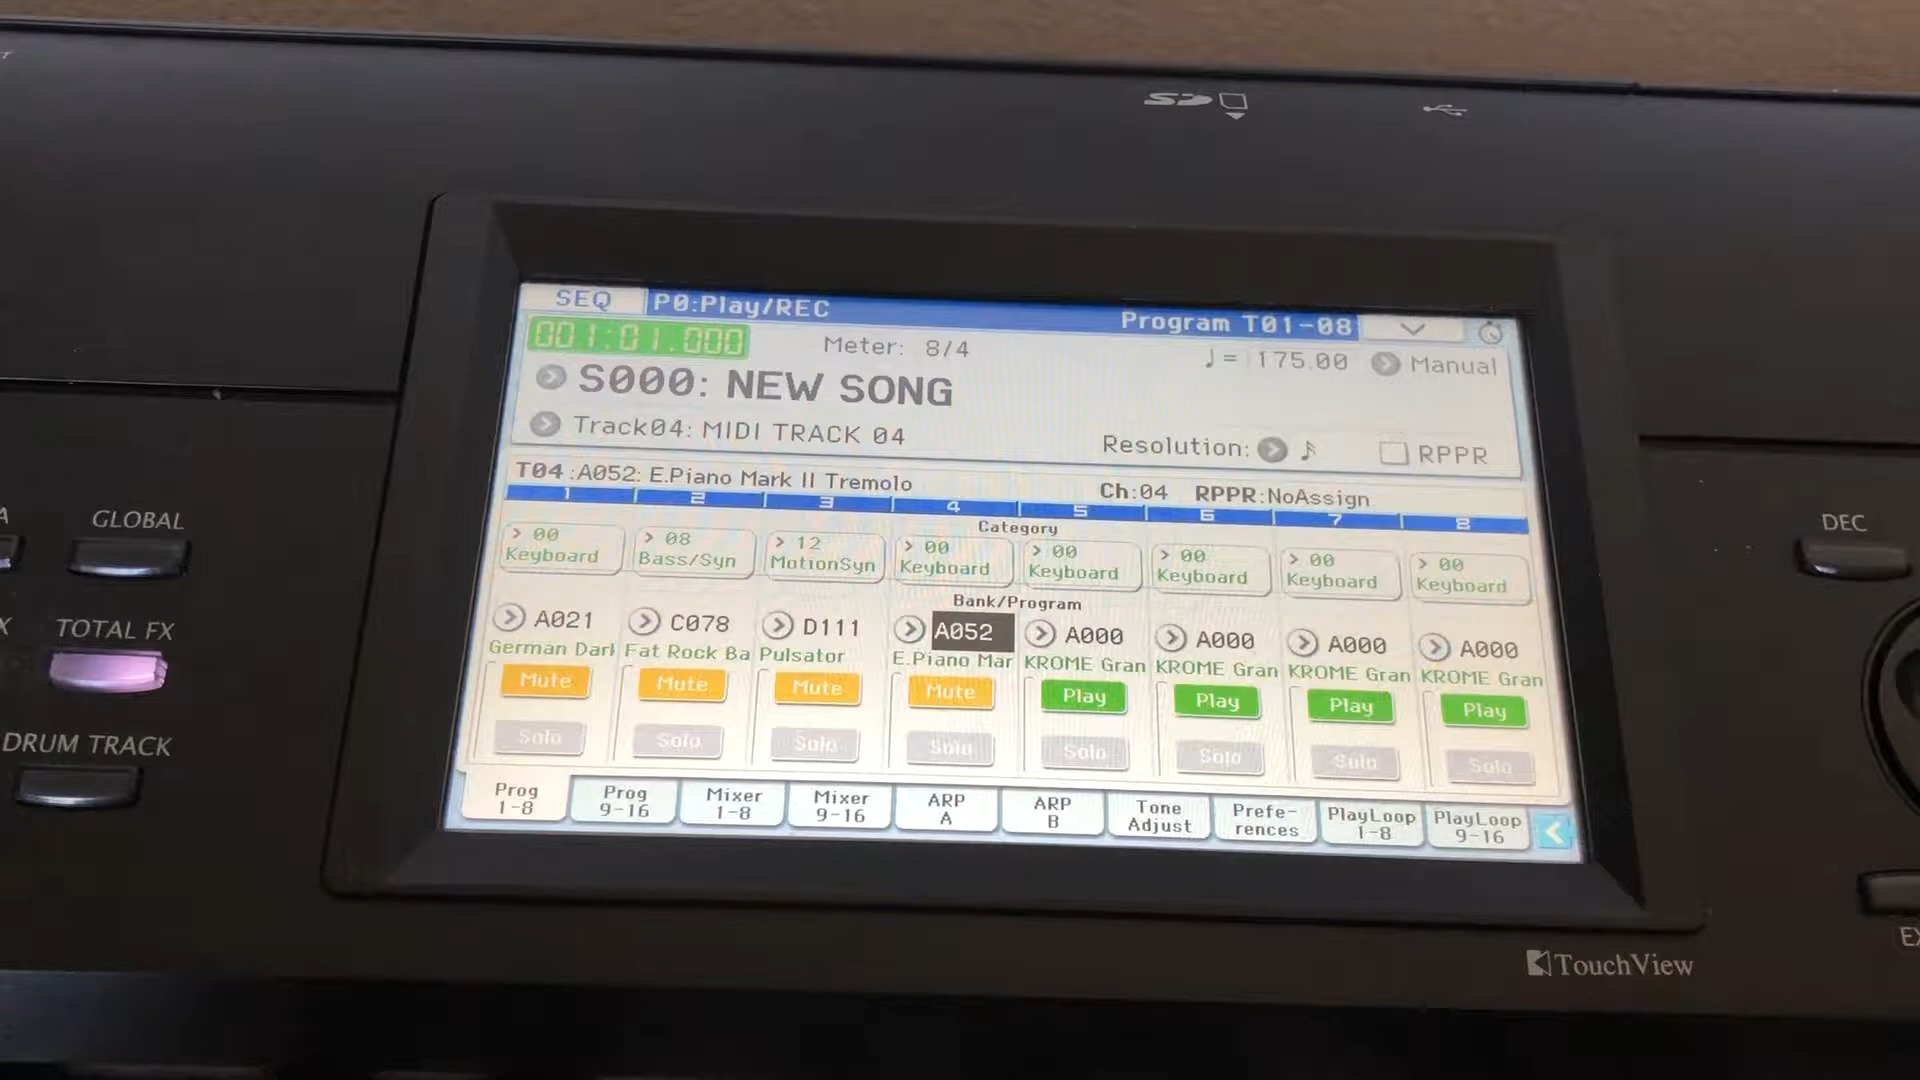 SEQ P0:Play/REC Program T01-08
001:01.000 Meter: 8/4 ♩= 175.00 Manual
S000: NEW SONG
Track04: MIDI TRACK 04 Resolution: ♪ RPPR
T04:A052: E.Piano Mark II Tremolo Ch:04 RPPR:NoAssign
1 2 3 4 5 6 7 8
Category
> 00 > 08 > 12 > 00 > 00 > 00 > 00 > 00
Keyboard Bass/Syn MotionSyn Keyboard Keyboard Keyboard Keyboard Keyboard
Bank/Program
A021 C078 D111 A052 A000 A000 A000 A000
German Dark Fat Rock Ba Pulsator E.Piano Mar KROME Gran KROME Gran KROME Gran KROME Gran
Mute Mute Mute Mute Play Play Play Play
Solo Solo Solo Solo Solo Solo Solo Solo
Prog 1-8
Prog 9-16
Mixer 1-8
Mixer 9-16
ARP A
ARP B
Tone Adjust
Prefe-rences
PlayLoop 1-8
PlayLoop 9-16
GLOBAL
TOTAL FX
DRUM TRACK
DEC
TouchView